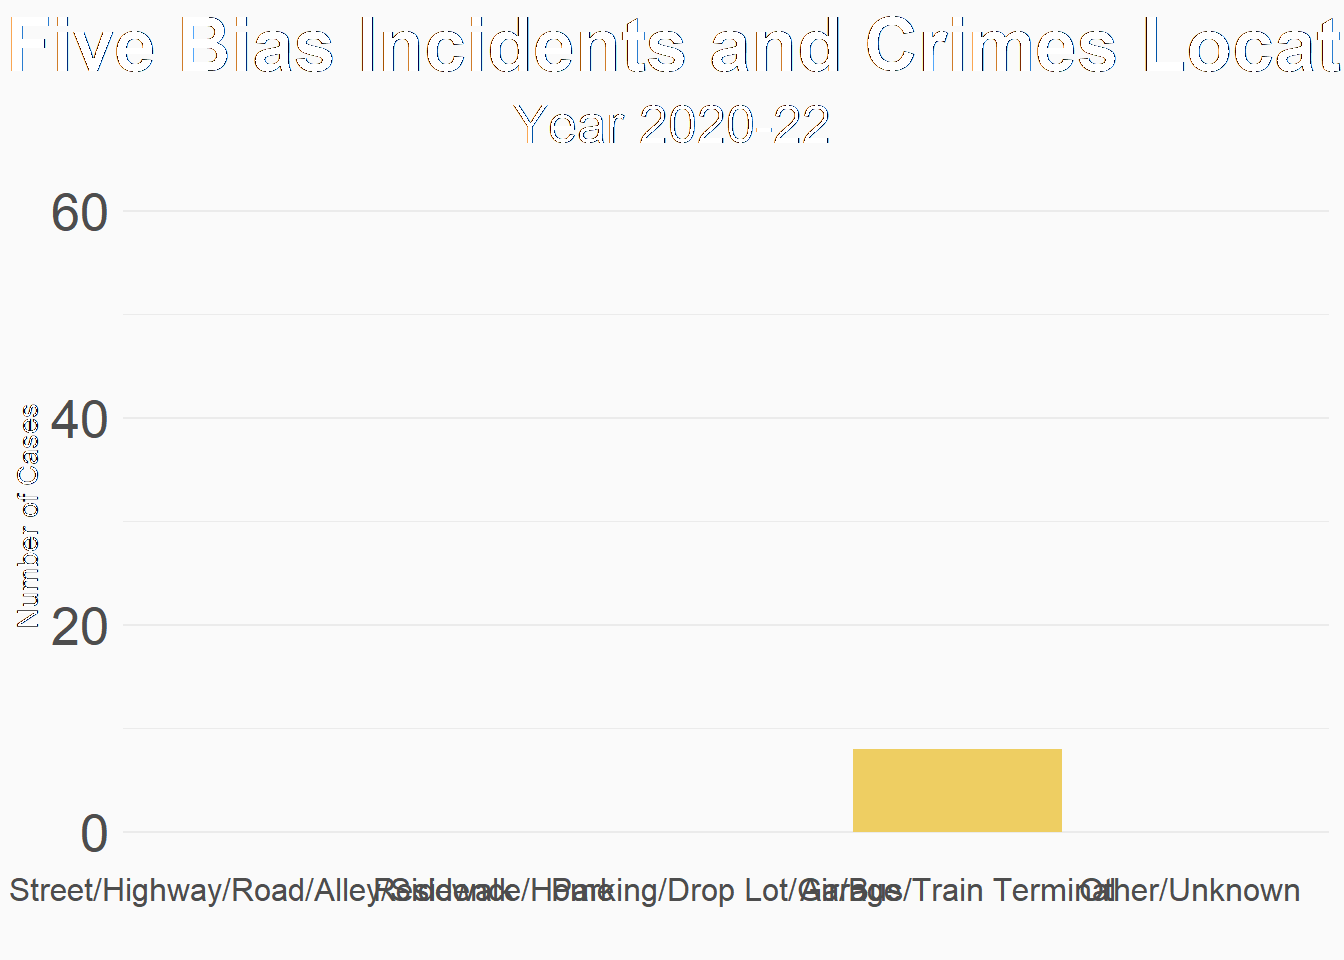 Five Bias Incidents and Crimes Locat
Year 2020-22
Number of Cases
60
40
20
0
Street/Highway/Road/Alley/Sidewalk
Residence/Home
Parking/Drop Lot/Garage
Air/Bus/Train Terminal
Other/Unknown